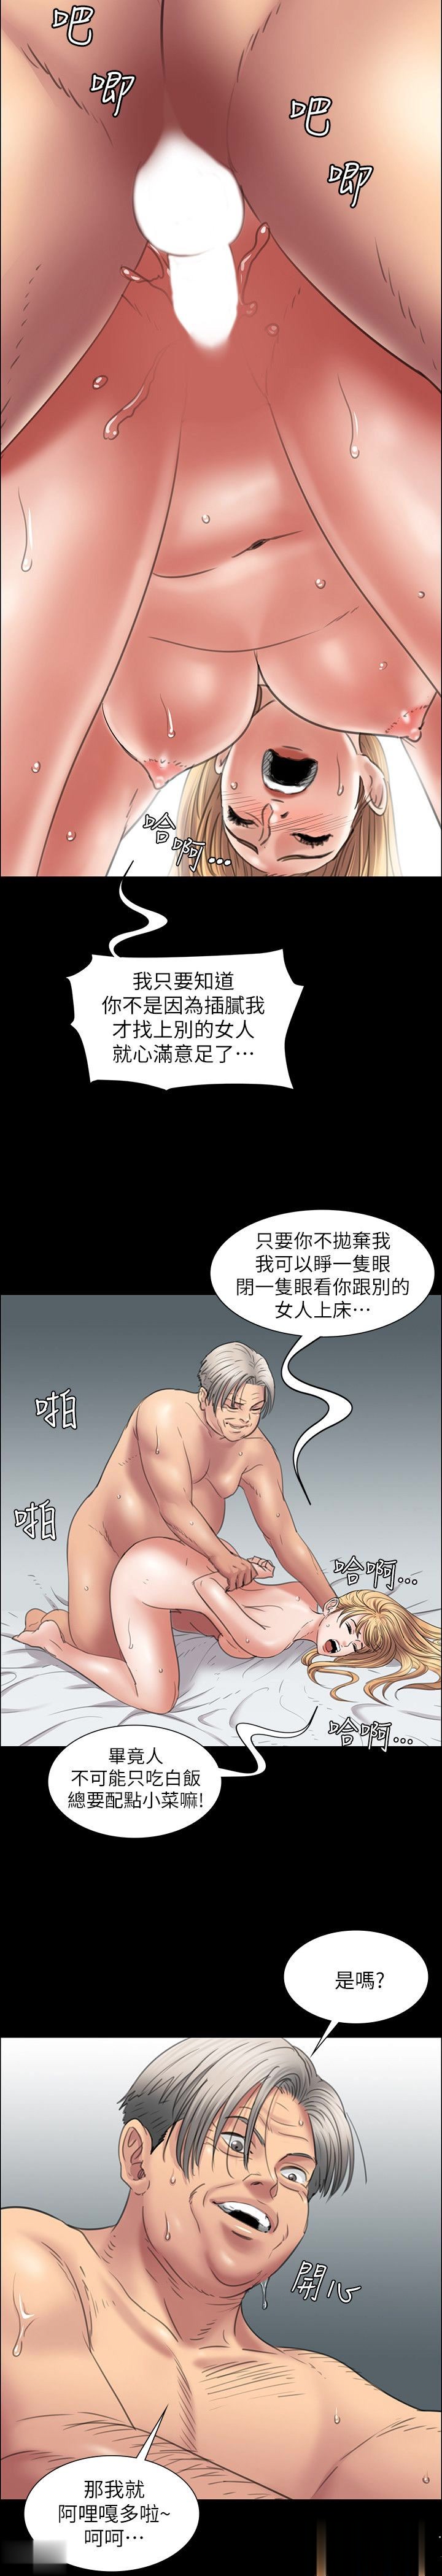 吧
唧
吧
唧
哈
啊…
我只要知道
你不是因為插膩我
才找上別的女人
就心滿意足了…
只要你不拋棄我
我可以睜一隻眼
閉一隻眼看你跟別的
女人上床…
啪
啪
哈啊…
哈啊…
畢竟人
不可能只吃白飯
總要配點小菜嘛!
是嗎?
開心
那我就
阿哩嘎多啦~
呵呵…